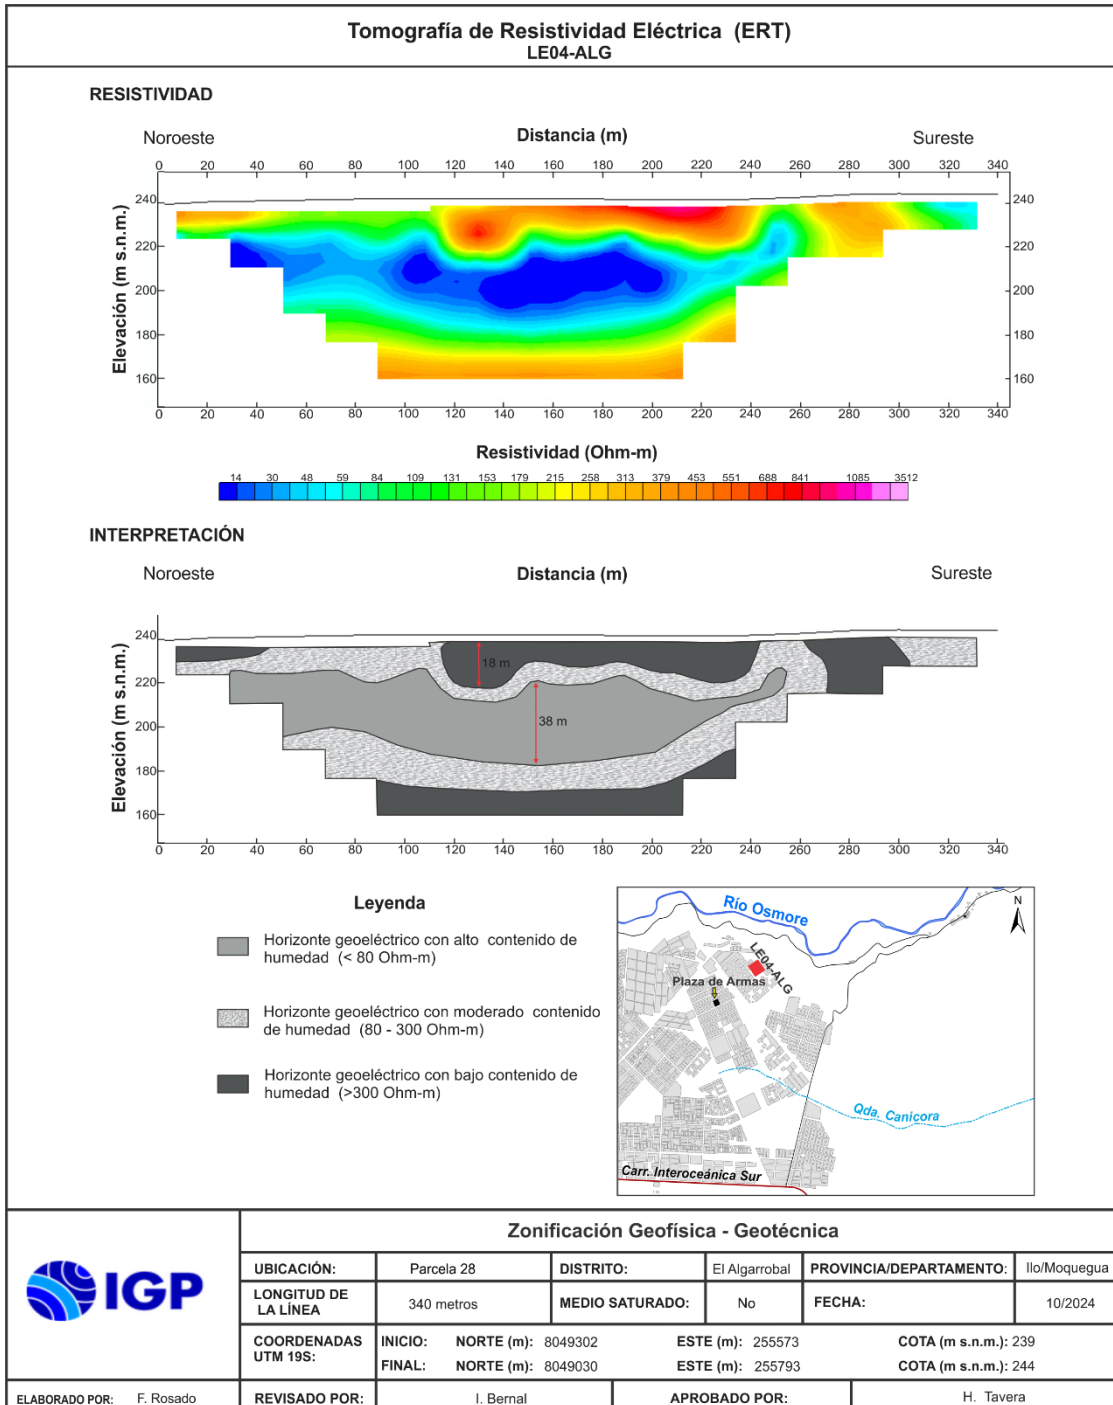 Tomografía de Resistividad Eléctrica (ERT)
LE04-ALG
RESISTIVIDAD
Noroeste
Distancia (m)
Sureste
0 20 40 60 80 100 120 140 160 180 200 220 240 260 280 300 320 340
Elevación (m s.n.m.)
240 240
220 220
200 200
180 180
160 160
0 20 40 60 80 100 120 140 160 180 200 220 240 260 280 300 320 340
Resistividad (Ohm-m)
14 30 48 59 84 109 131 153 179 215 258 313 379 453 551 688 841 1085 3512
INTERPRETACIÓN
Noroeste
Distancia (m)
Sureste
Elevación (m s.n.m.)
240
220
200
180
160
18 m
38 m
0 20 40 60 80 100 120 140 160 180 200 220 240 260 280 300 320 340
Leyenda
Horizonte geoeléctrico con alto contenido de
humedad (< 80 Ohm-m)
Horizonte geoeléctrico con moderado contenido
de humedad (80 - 300 Ohm-m)
Horizonte geoeléctrico con bajo contenido de
humedad (>300 Ohm-m)
Río Osmore
N
LE04-ALG
Plaza de Armas
Qda. Canicora
Carr. Interoceánica Sur
IGP
Zonificación Geofísica - Geotécnica
UBICACIÓN: Parcela 28 DISTRITO: El Algarrobal PROVINCIA/DEPARTAMENTO: Ilo/Moquegua
LONGITUD DE
LA LÍNEA 340 metros MEDIO SATURADO: No FECHA: 10/2024
COORDENADAS
UTM 19S:
INICIO: NORTE (m): 8049302 ESTE (m): 255573 COTA (m s.n.m.): 239
FINAL: NORTE (m): 8049030 ESTE (m): 255793 COTA (m s.n.m.): 244
ELABORADO POR: F. Rosado REVISADO POR: I. Bernal APROBADO POR: H. Tavera